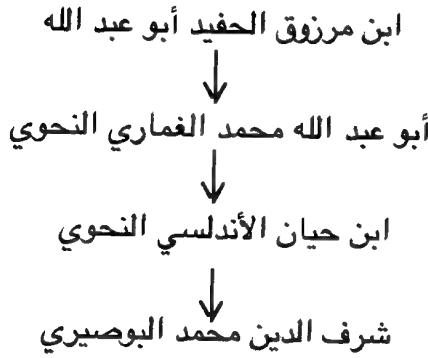 ابن مرزوق الحفيد أبو عبد الله
أبو عبد الله محمد الغماري النحوي
ابن حيان الأندلسي النحوي
شرف الدين محمد البوصيري